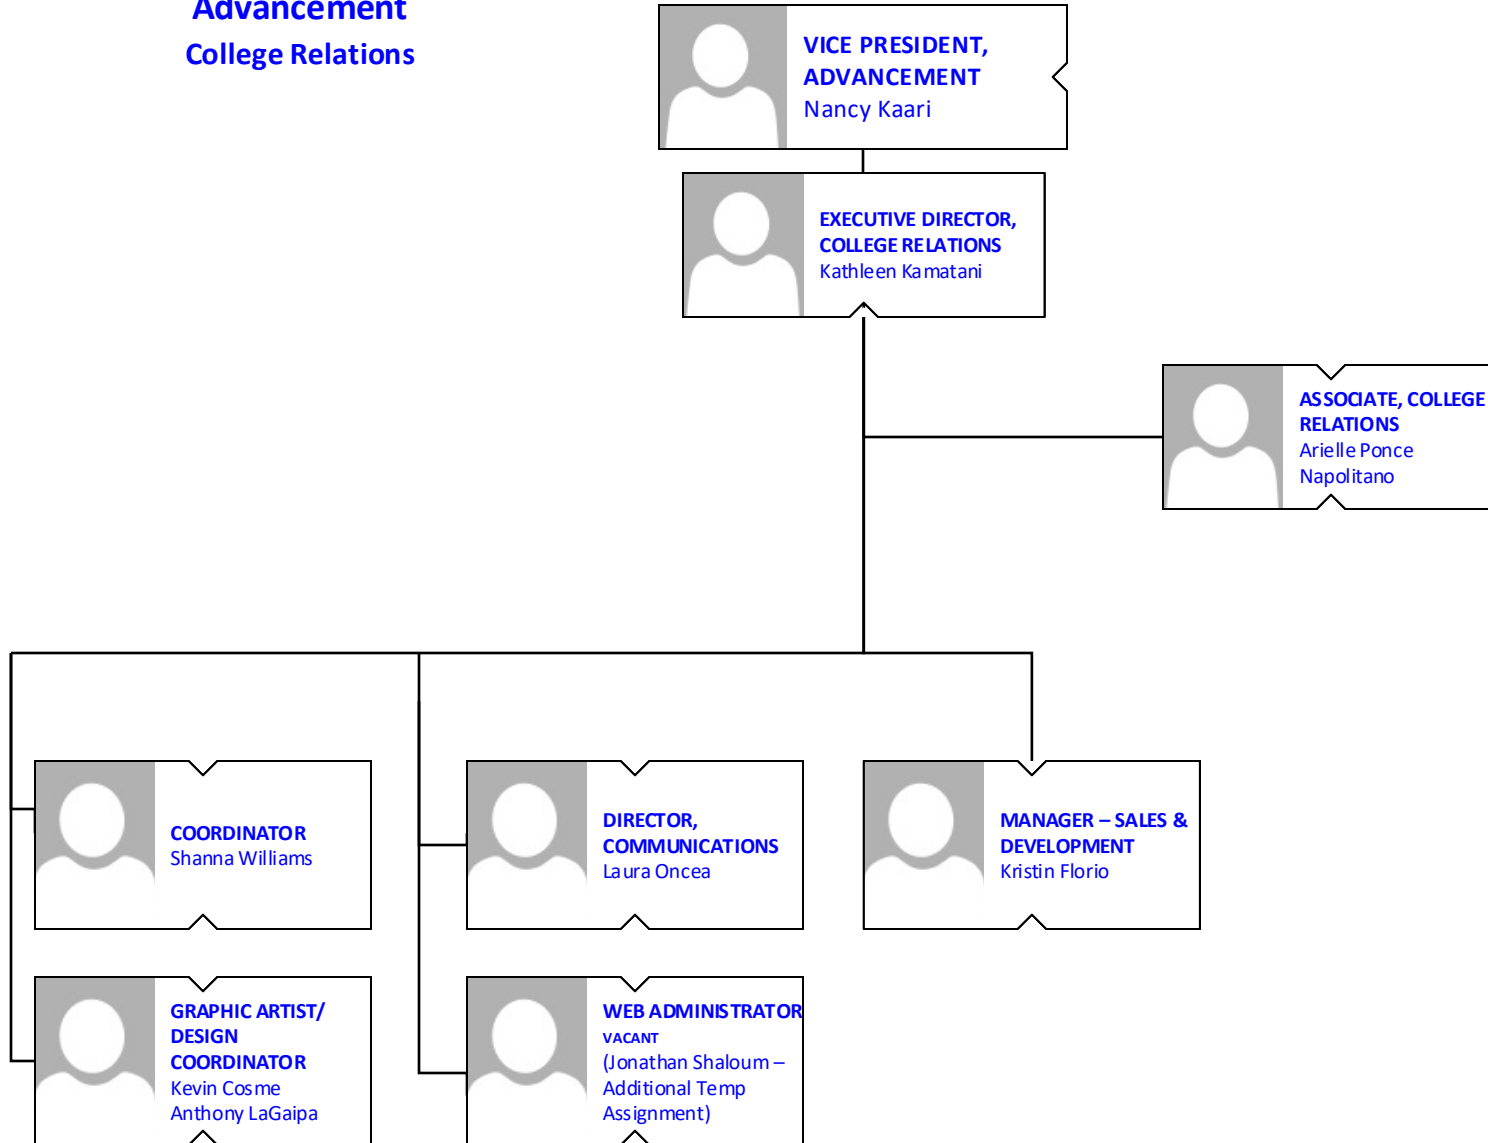 Advancement
College Relations
VICE PRESIDENT,
ADVANCEMENT
Nancy Kaari
EXECUTIVE DIRECTOR,
COLLEGE RELATIONS
Kathleen Kamatani
ASSOCIATE, COLLEGE
RELATIONS
Arielle Ponce
Napolitano
COORDINATOR
Shanna Williams
DIRECTOR,
COMMUNICATIONS
Laura Oncea
MANAGER – SALES &
DEVELOPMENT
Kristin Florio
GRAPHIC ARTIST/
DESIGN
COORDINATOR
Kevin Cosme
Anthony LaGaipa
WEB ADMINISTRATOR
VACANT
(Jonathan Shaloum –
Additional Temp
Assignment)